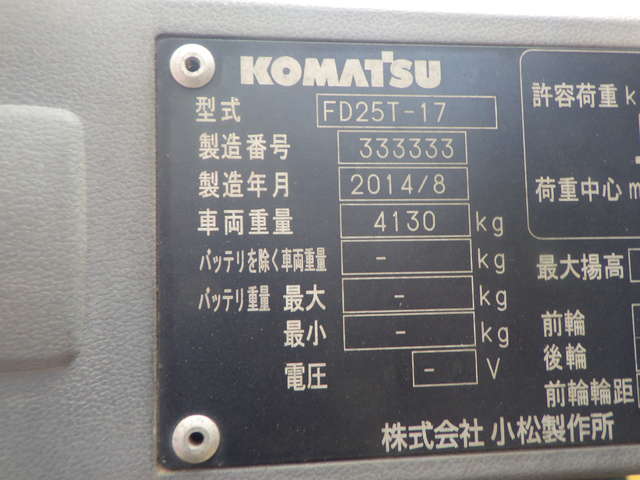 KOMATSU
型式 FD25T-17
製造番号 333333
製造年月 2014/8
車両重量 4130 kg
バッテリを除く車両重量 - kg
バッテリ重量 最大 - kg
最小 - kg
電圧 - V
株式会社 小松製作所
許容荷重 k
荷重中心 m
最大揚高
前輪
後輪
前輪輪距